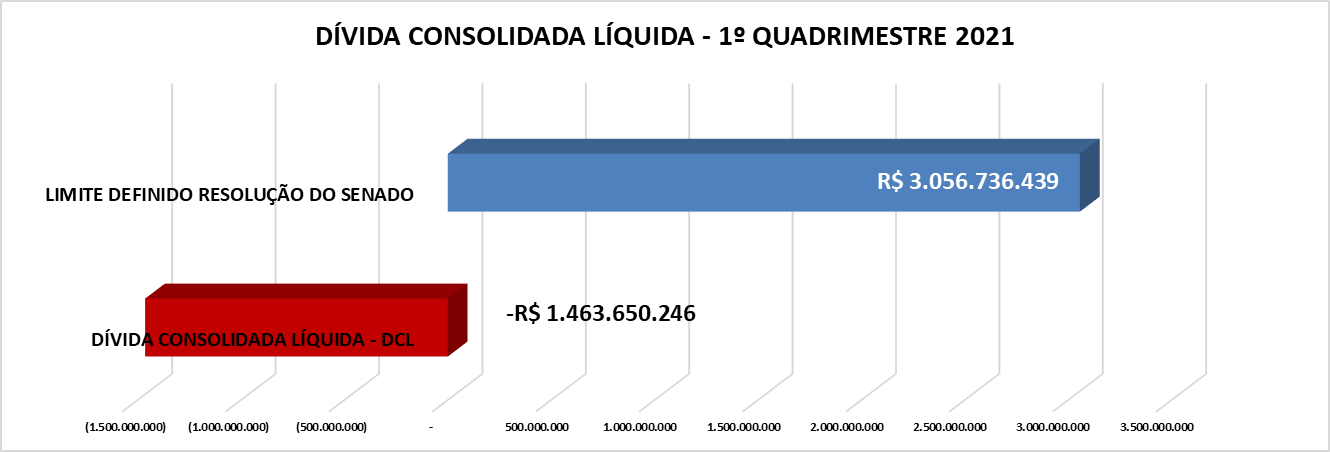 DÍVIDA CONSOLIDADA LÍQUIDA - 1º QUADRIMESTRE 2021
LIMITE DEFINIDO RESOLUÇÃO DO SENADO
R$ 3.056.736.439
DÍVIDA CONSOLIDADA LÍQUIDA - DCL
-R$ 1.463.650.246
(1.500.000.000) (1.000.000.000) (500.000.000) - 500.000.000 1.000.000.000 1.500.000.000 2.000.000.000 2.500.000.000 3.000.000.000 3.500.000.000